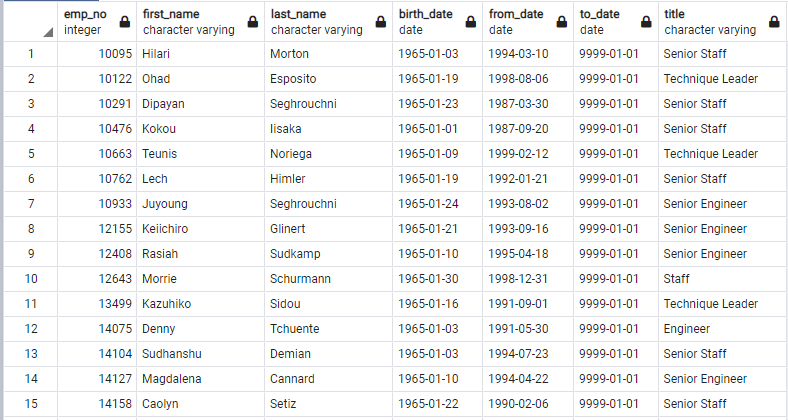 emp_no first_name last_name birth_date from_date to_date title
integer character varying character varying date date date character varying
1 10095 Hilari Morton 1965-01-03 1994-03-10 9999-01-01 Senior Staff
2 10122 Ohad Esposito 1965-01-19 1998-08-06 9999-01-01 Technique Leader
3 10291 Dipayan Seghrouchni 1965-01-23 1987-03-30 9999-01-01 Senior Staff
4 10476 Kokou Iisaka 1965-01-01 1987-09-20 9999-01-01 Senior Staff
5 10663 Teunis Noriega 1965-01-09 1999-02-12 9999-01-01 Technique Leader
6 10762 Lech Himler 1965-01-19 1992-01-21 9999-01-01 Senior Staff
7 10933 Juyoung Seghrouchni 1965-01-24 1993-08-02 9999-01-01 Senior Engineer
8 12155 Keiichiro Glinert 1965-01-21 1993-09-16 9999-01-01 Senior Engineer
9 12408 Rasiah Sudkamp 1965-01-10 1995-04-18 9999-01-01 Senior Engineer
10 12643 Morrie Schurmann 1965-01-30 1998-12-31 9999-01-01 Staff
11 13499 Kazuhiko Sidou 1965-01-16 1991-09-01 9999-01-01 Technique Leader
12 14075 Denny Tchuente 1965-01-03 1991-05-30 9999-01-01 Engineer
13 14104 Sudhanshu Demian 1965-01-03 1994-07-23 9999-01-01 Senior Staff
14 14127 Magdalena Cannard 1965-01-10 1994-04-22 9999-01-01 Senior Engineer
15 14158 Caolyn Setiz 1965-01-22 1990-02-06 9999-01-01 Senior Staff